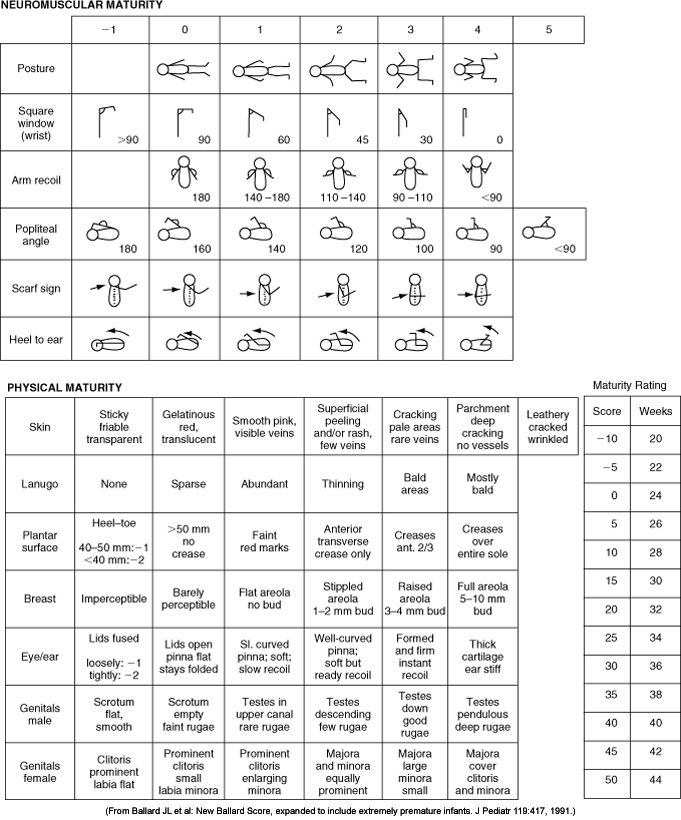 NEUROMUSCULAR MATURITY
−1 0 1 2 3 4 5
Posture
Square
window
(wrist)
>90 90 60 45 30 0
Arm recoil
180 140 –180 110 –140 90 –110 <90
Popliteal
angle
180 160 140 120 100 90 <90
Scarf sign
Heel to ear
PHYSICAL MATURITY
Skin
Sticky
friable
transparent
Gelatinous
red,
translucent
Smooth pink,
visible veins
Superficial
peeling
and/or rash,
few veins
Cracking
pale areas
rare veins
Parchment
deep
cracking
no vessels
Leathery
cracked
wrinkled
Lanugo
None
Sparse
Abundant
Thinning
Bald
areas
Mostly
bald
Plantar
surface
Heel–toe
40–50 mm:−1
<40 mm:−2
>50 mm
no
crease
Faint
red marks
Anterior
transverse
crease only
Creases
ant. 2/3
Creases
over
entire sole
Breast
Imperceptible
Barely
perceptible
Flat areola
no bud
Stippled
areola
1–2 mm bud
Raised
areola
3–4 mm bud
Full areola
5–10 mm
bud
Eye/ear
Lids fused
loosely: −1
tightly: −2
Lids open
pinna flat
stays folded
Sl. curved
pinna; soft;
slow recoil
Well-curved
pinna;
soft but
ready recoil
Formed
and firm
instant
recoil
Thick
cartilage
ear stiff
Genitals
male
Scrotum
flat,
smooth
Scrotum
empty
faint rugae
Testes in
upper canal
rare rugae
Testes
descending
few rugae
Testes
down
good
rugae
Testes
pendulous
deep rugae
Genitals
female
Clitoris
prominent
labia flat
Prominent
clitoris
small
labia minora
Prominent
clitoris
enlarging
minora
Majora
and minora
equally
prominent
Majora
large
minora
small
Majora
cover
clitoris
and minora
Maturity Rating
Score Weeks
−10 20
−5 22
0 24
5 26
10 28
15 30
20 32
25 34
30 36
35 38
40 40
45 42
50 44
(From Ballard JL et al: New Ballard Score, expanded to include extremely premature infants. J Pediatr 119:417, 1991.)